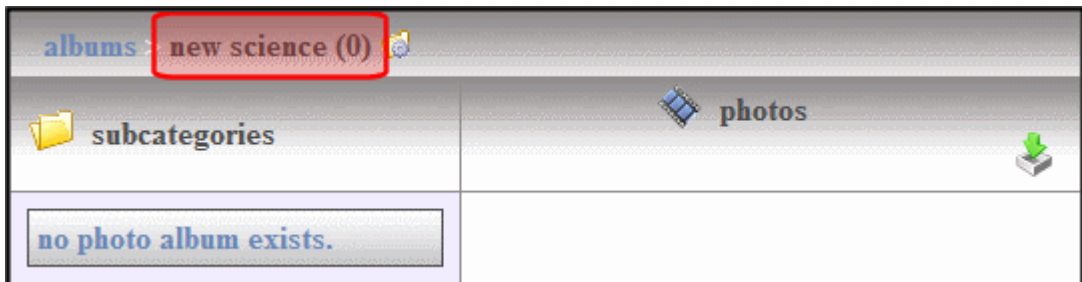 albums > new science (0)
subcategories
photos
no photo album exists.